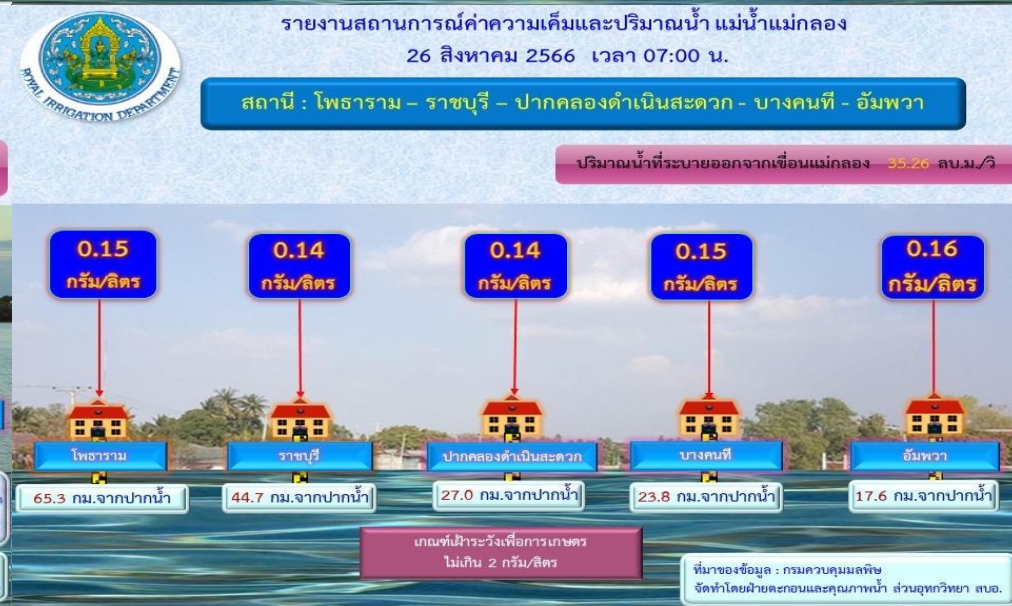 รายงานสถานการณ์ค่าความเค็มและปริมาณน้ำ แม่น้ำแม่กลอง
26 สิงหาคม 2566 เวลา 07:00 น.
ROYAL IRRIGATION DEPARTMENT
สถานี : โพธาราม – ราชบุรี – ปากคลองดำเนินสะดวก - บางคนที - อัมพวา
ปริมาณน้ำที่ระบายออกจากเขื่อนแม่กลอง 35.26 ลบ.ม./วิ
0.15 กรัม/ลิตร
0.14 กรัม/ลิตร
0.14 กรัม/ลิตร
0.15 กรัม/ลิตร
0.16 กรัม/ลิตร
โพธาราม
ราชบุรี
ปากคลองดำเนินสะดวก
บางคนที
อัมพวา
65.3 กม.จากปากน้ำ
44.7 กม.จากปากน้ำ
27.0 กม.จากปากน้ำ
23.8 กม.จากปากน้ำ
17.6 กม.จากปากน้ำ
เกณฑ์เฝ้าระวังเพื่อการเกษตร
ไม่เกิน 2 กรัม/ลิตร
ที่มาของข้อมูล : กรมควบคุมมลพิษ
จัดทำโดยฝ่ายตะกอนและคุณภาพน้ำ ส่วนอุทกวิทยา สบอ.